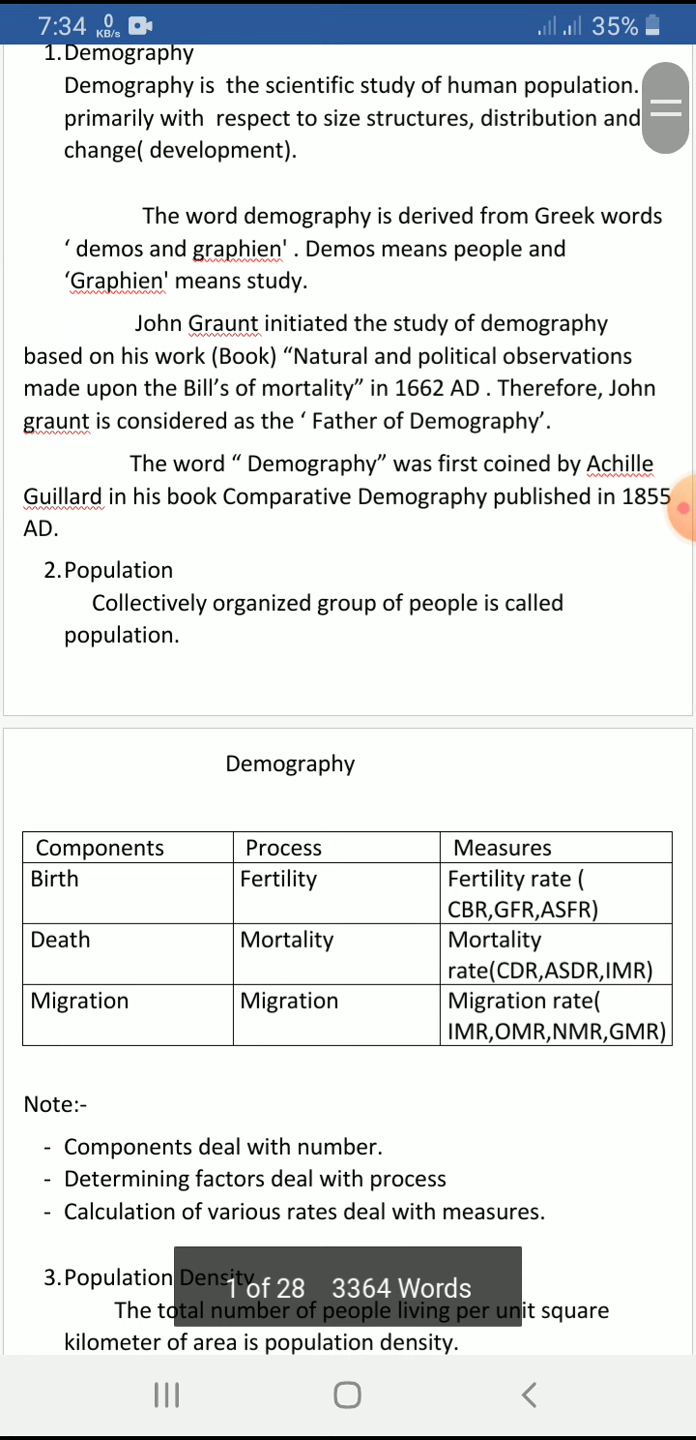 7:34 0 KB/s 35%
1. Demography
Demography is the scientific study of human population.
primarily with respect to size structures, distribution and
change( development).
The word demography is derived from Greek words
‘ demos and graphien' . Demos means people and
‘Graphien' means study.
John Graunt initiated the study of demography
based on his work (Book) “Natural and political observations
made upon the Bill’s of mortality” in 1662 AD . Therefore, John
graunt is considered as the ‘ Father of Demography’.
The word “ Demography” was first coined by Achille
Guillard in his book Comparative Demography published in 1855
AD.
2. Population
Collectively organized group of people is called
population.
Demography
Components Process Measures
Birth Fertility Fertility rate (
CBR,GFR,ASFR)
Death Mortality Mortality
rate(CDR,ASDR,IMR)
Migration Migration Migration rate(
IMR,OMR,NMR,GMR)
Note:-
- Components deal with number.
- Determining factors deal with process
- Calculation of various rates deal with measures.
3. Population Density
1 of 28 3364 Words
The total number of people living per unit square
kilometer of area is population density.